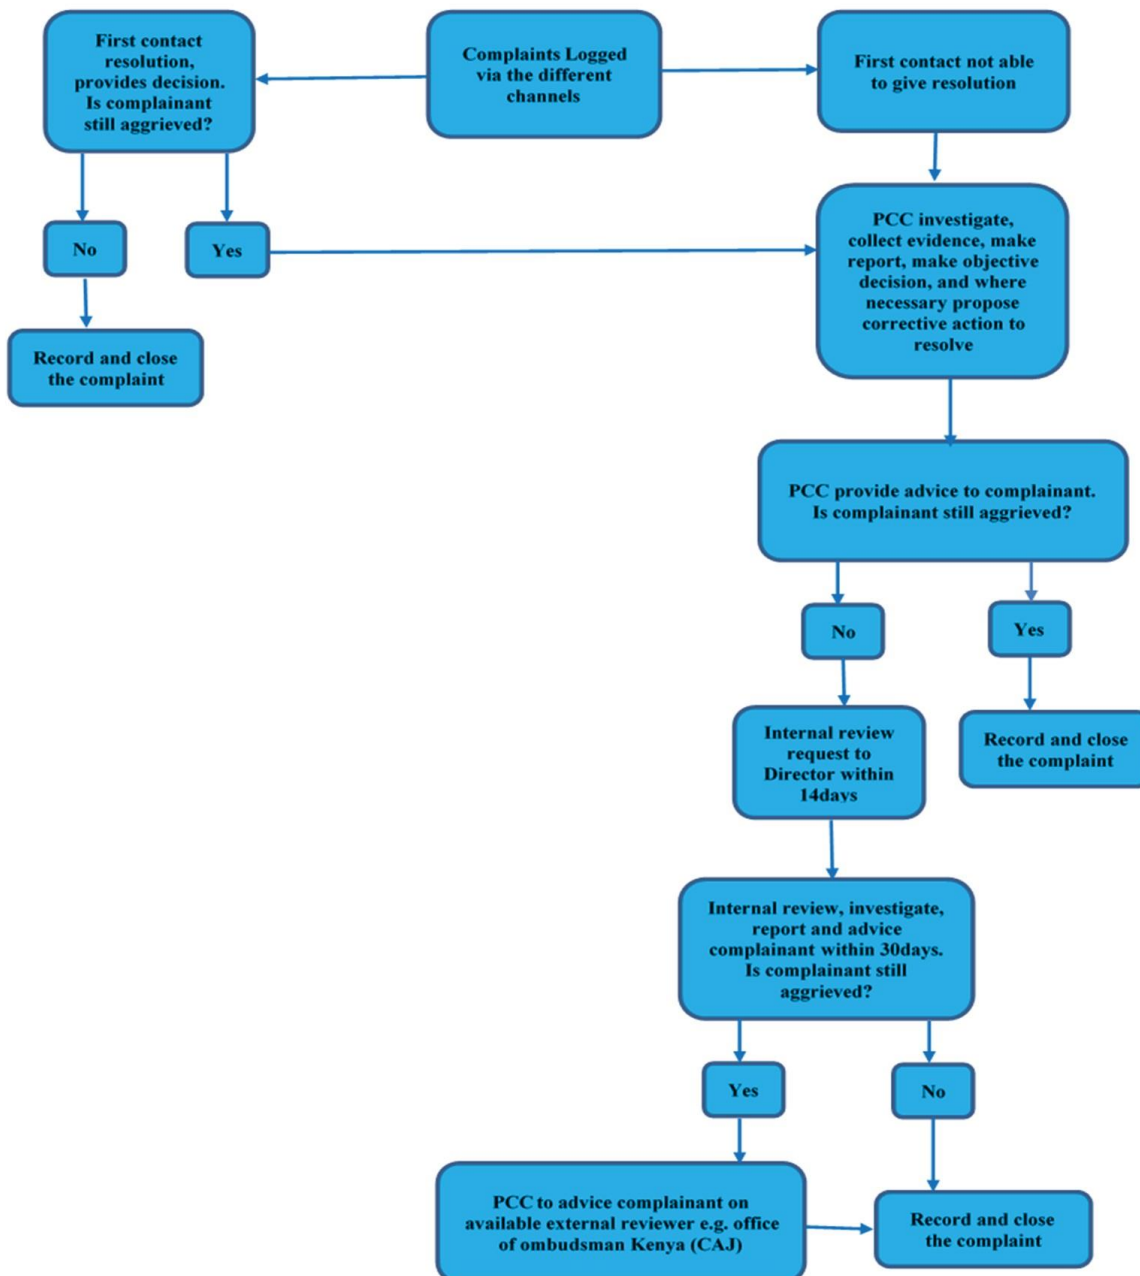 First contact
resolution,
provides decision.
Is complainant
still aggrieved?
Complaints Logged
via the different
channels
First contact not able
to give resolution
No
Yes
PCC investigate,
collect evidence, make
report, make objective
decision, and where
necessary propose
corrective action to
resolve
Record and close
the complaint
PCC provide advice to complainant.
Is complainant still aggrieved?
No
Yes
Internal review
request to
Director within
14days
Record and close
the complaint
Internal review, investigate,
report and advice
complainant within 30days.
Is complainant still
aggrieved?
Yes
No
PCC to advice complainant on
available external reviewer e.g. office
of ombudsman Kenya (CAJ)
Record and close
the complaint